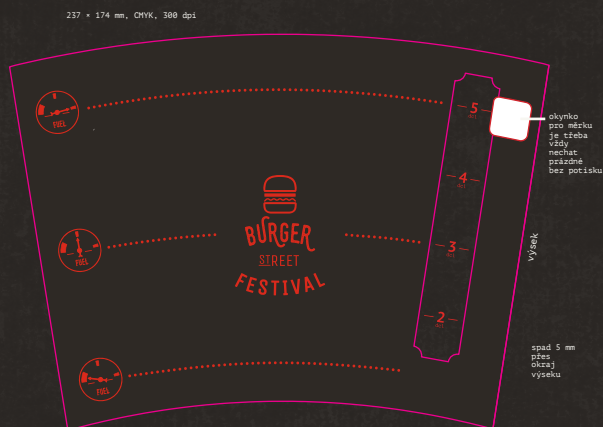 237 × 174 mm, CMYK, 300 dpi
FUEL
5
okýnko
pro měrku
je třeba
vždy
nechat
prázdné
bez potisku
4
BURGER
STREET
FESTIVAL
FUEL
3
výsek
2
spad 5 mm
přes
okraj
výseku
FUEL